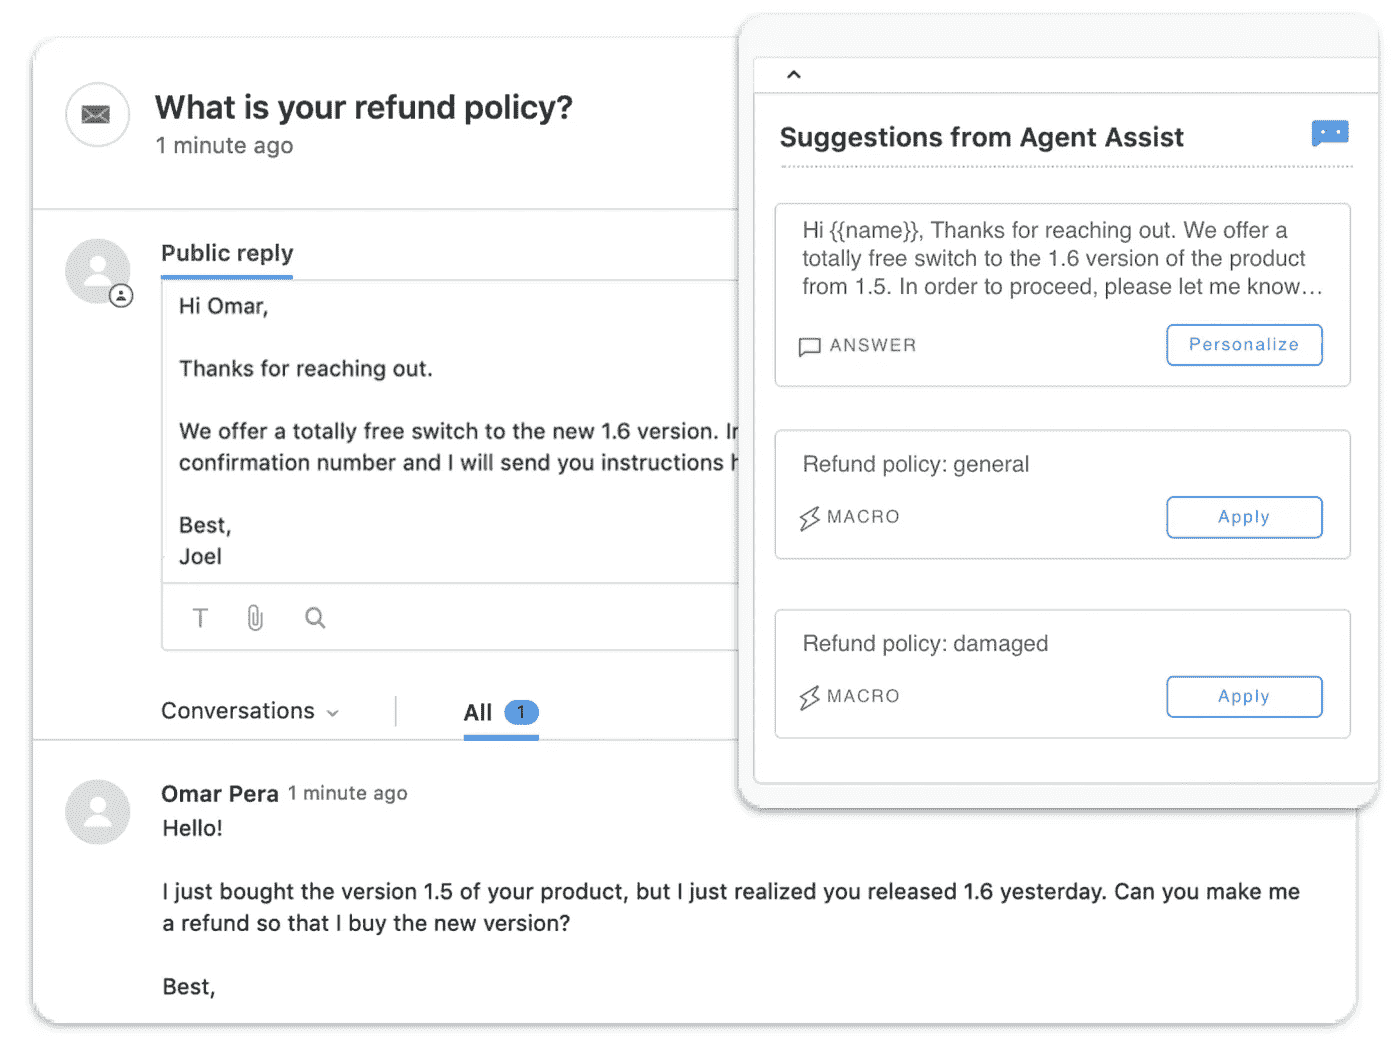 What is your refund policy?
1 minute ago
Public reply
Hi Omar,
Thanks for reaching out.
We offer a totally free switch to the new 1.6 version.
confirmation number and I will send you instructions
Best,
Joel
T
Conversations
All 1
Omar Pera 1 minute ago
Hello!
I just bought the version 1.5 of your product, but I just realized you released 1.6 yesterday. Can you make me
a refund so that I buy the new version?
Best,
Suggestions from Agent Assist
Hi {{name}}, Thanks for reaching out. We offer a
totally free switch to the 1.6 version of the product
from 1.5. In order to proceed, please let me know...
ANSWER
Personalize
Refund policy: general
MACRO
Apply
Refund policy: damaged
MACRO
Apply